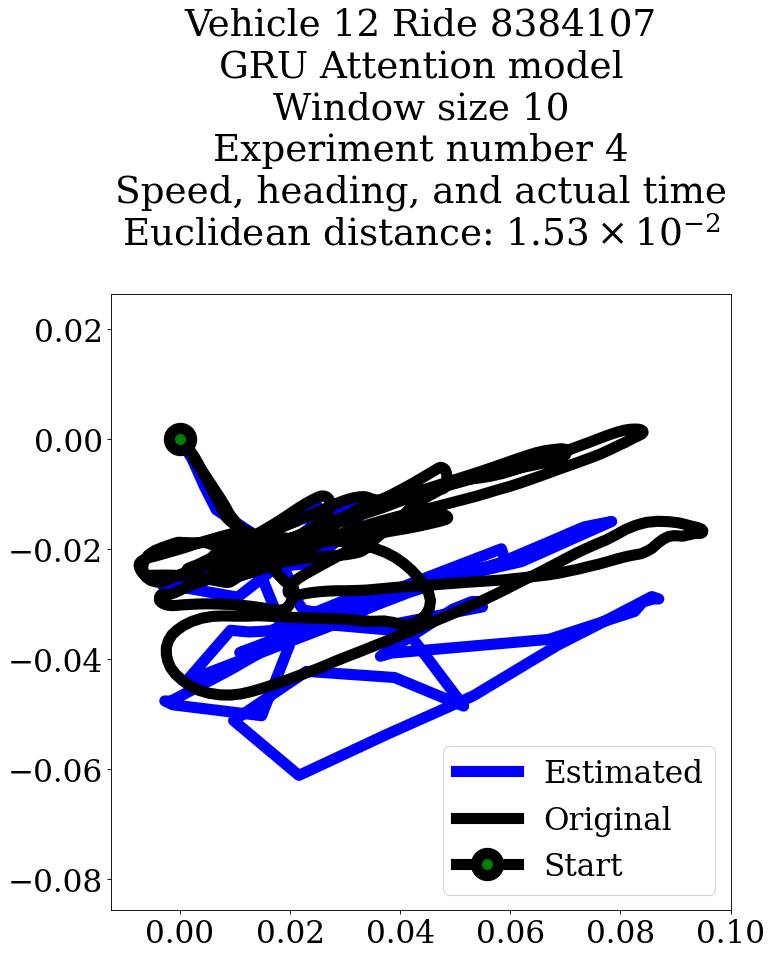 Vehicle 12 Ride 8384107
GRU Attention model
Window size 10
Experiment number 4
Speed, heading, and actual time
Euclidean distance: 1.53 × 10⁻²
0.02
0.00
−0.02
−0.04
−0.06
−0.08
Estimated
Original
Start
0.00 0.02 0.04 0.06 0.08 0.10